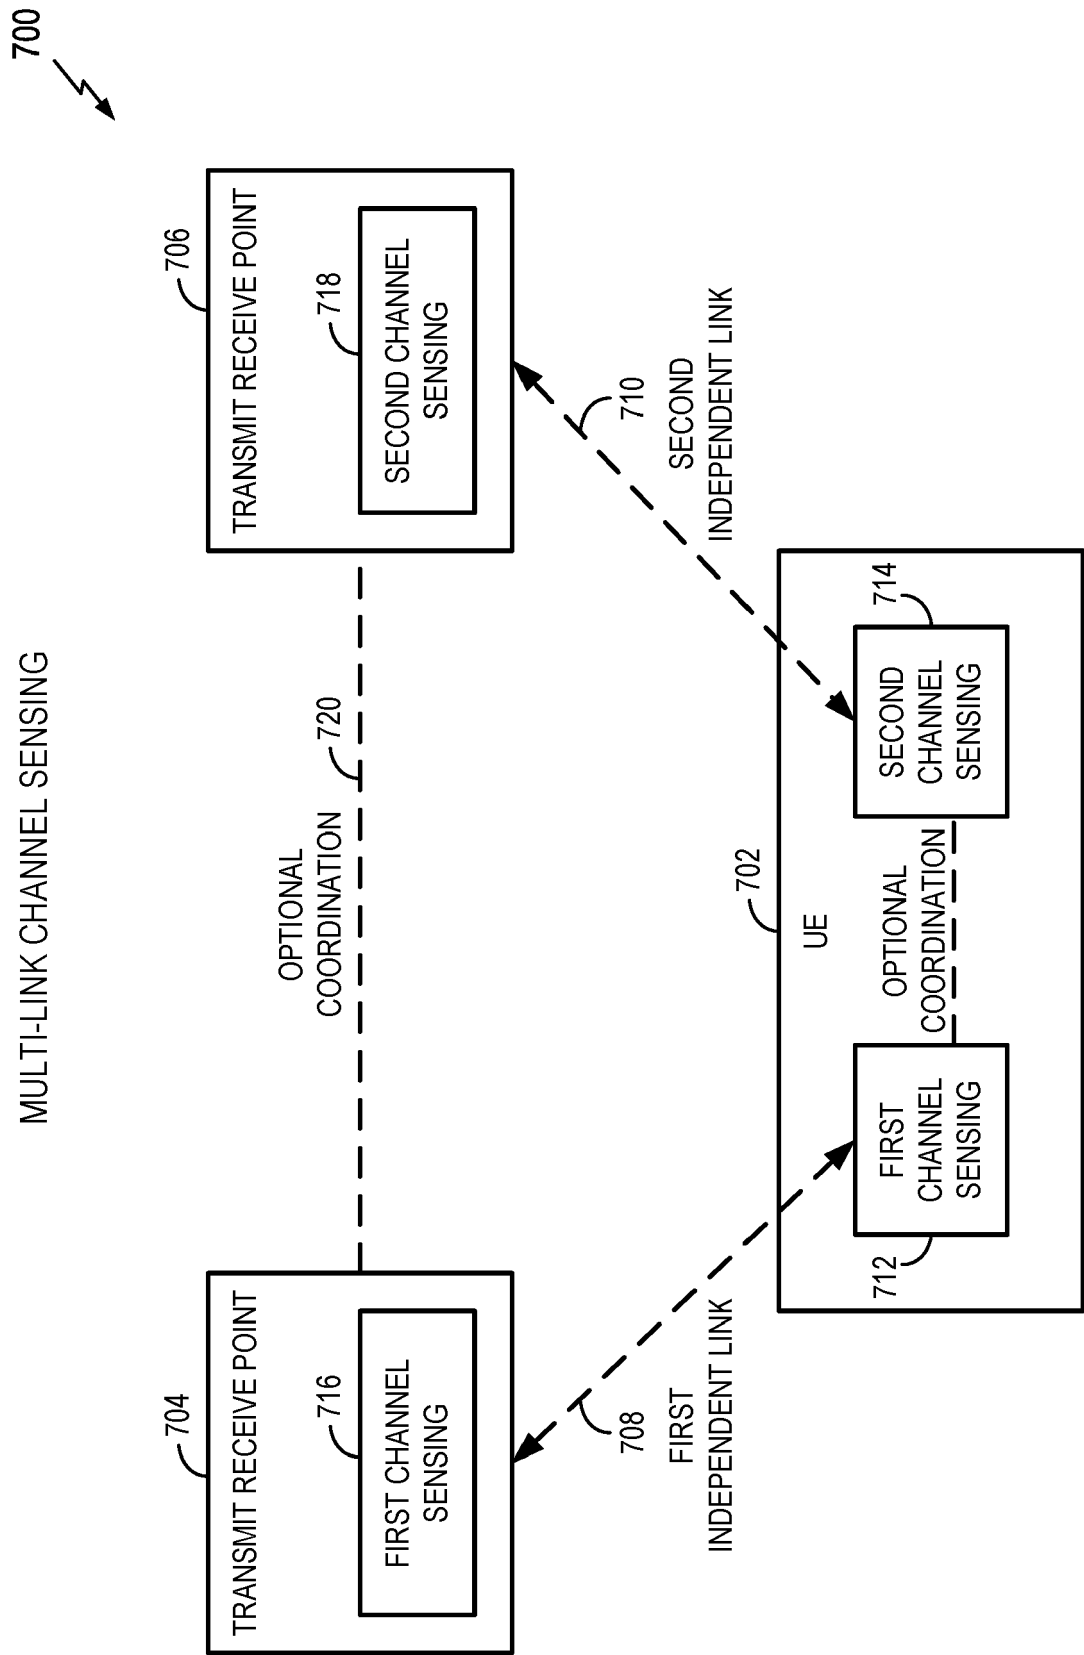 MULTI-LINK CHANNEL SENSING
700
704
TRANSMIT RECEIVE POINT
716
FIRST CHANNEL
SENSING
OPTIONAL
COORDINATION
720
706
TRANSMIT RECEIVE POINT
718
SECOND CHANNEL
SENSING
708
FIRST
INDEPENDENT LINK
710
SECOND
INDEPENDENT LINK
702
UE
712
FIRST
CHANNEL
SENSING
OPTIONAL
COORDINATION
714
SECOND
CHANNEL
SENSING